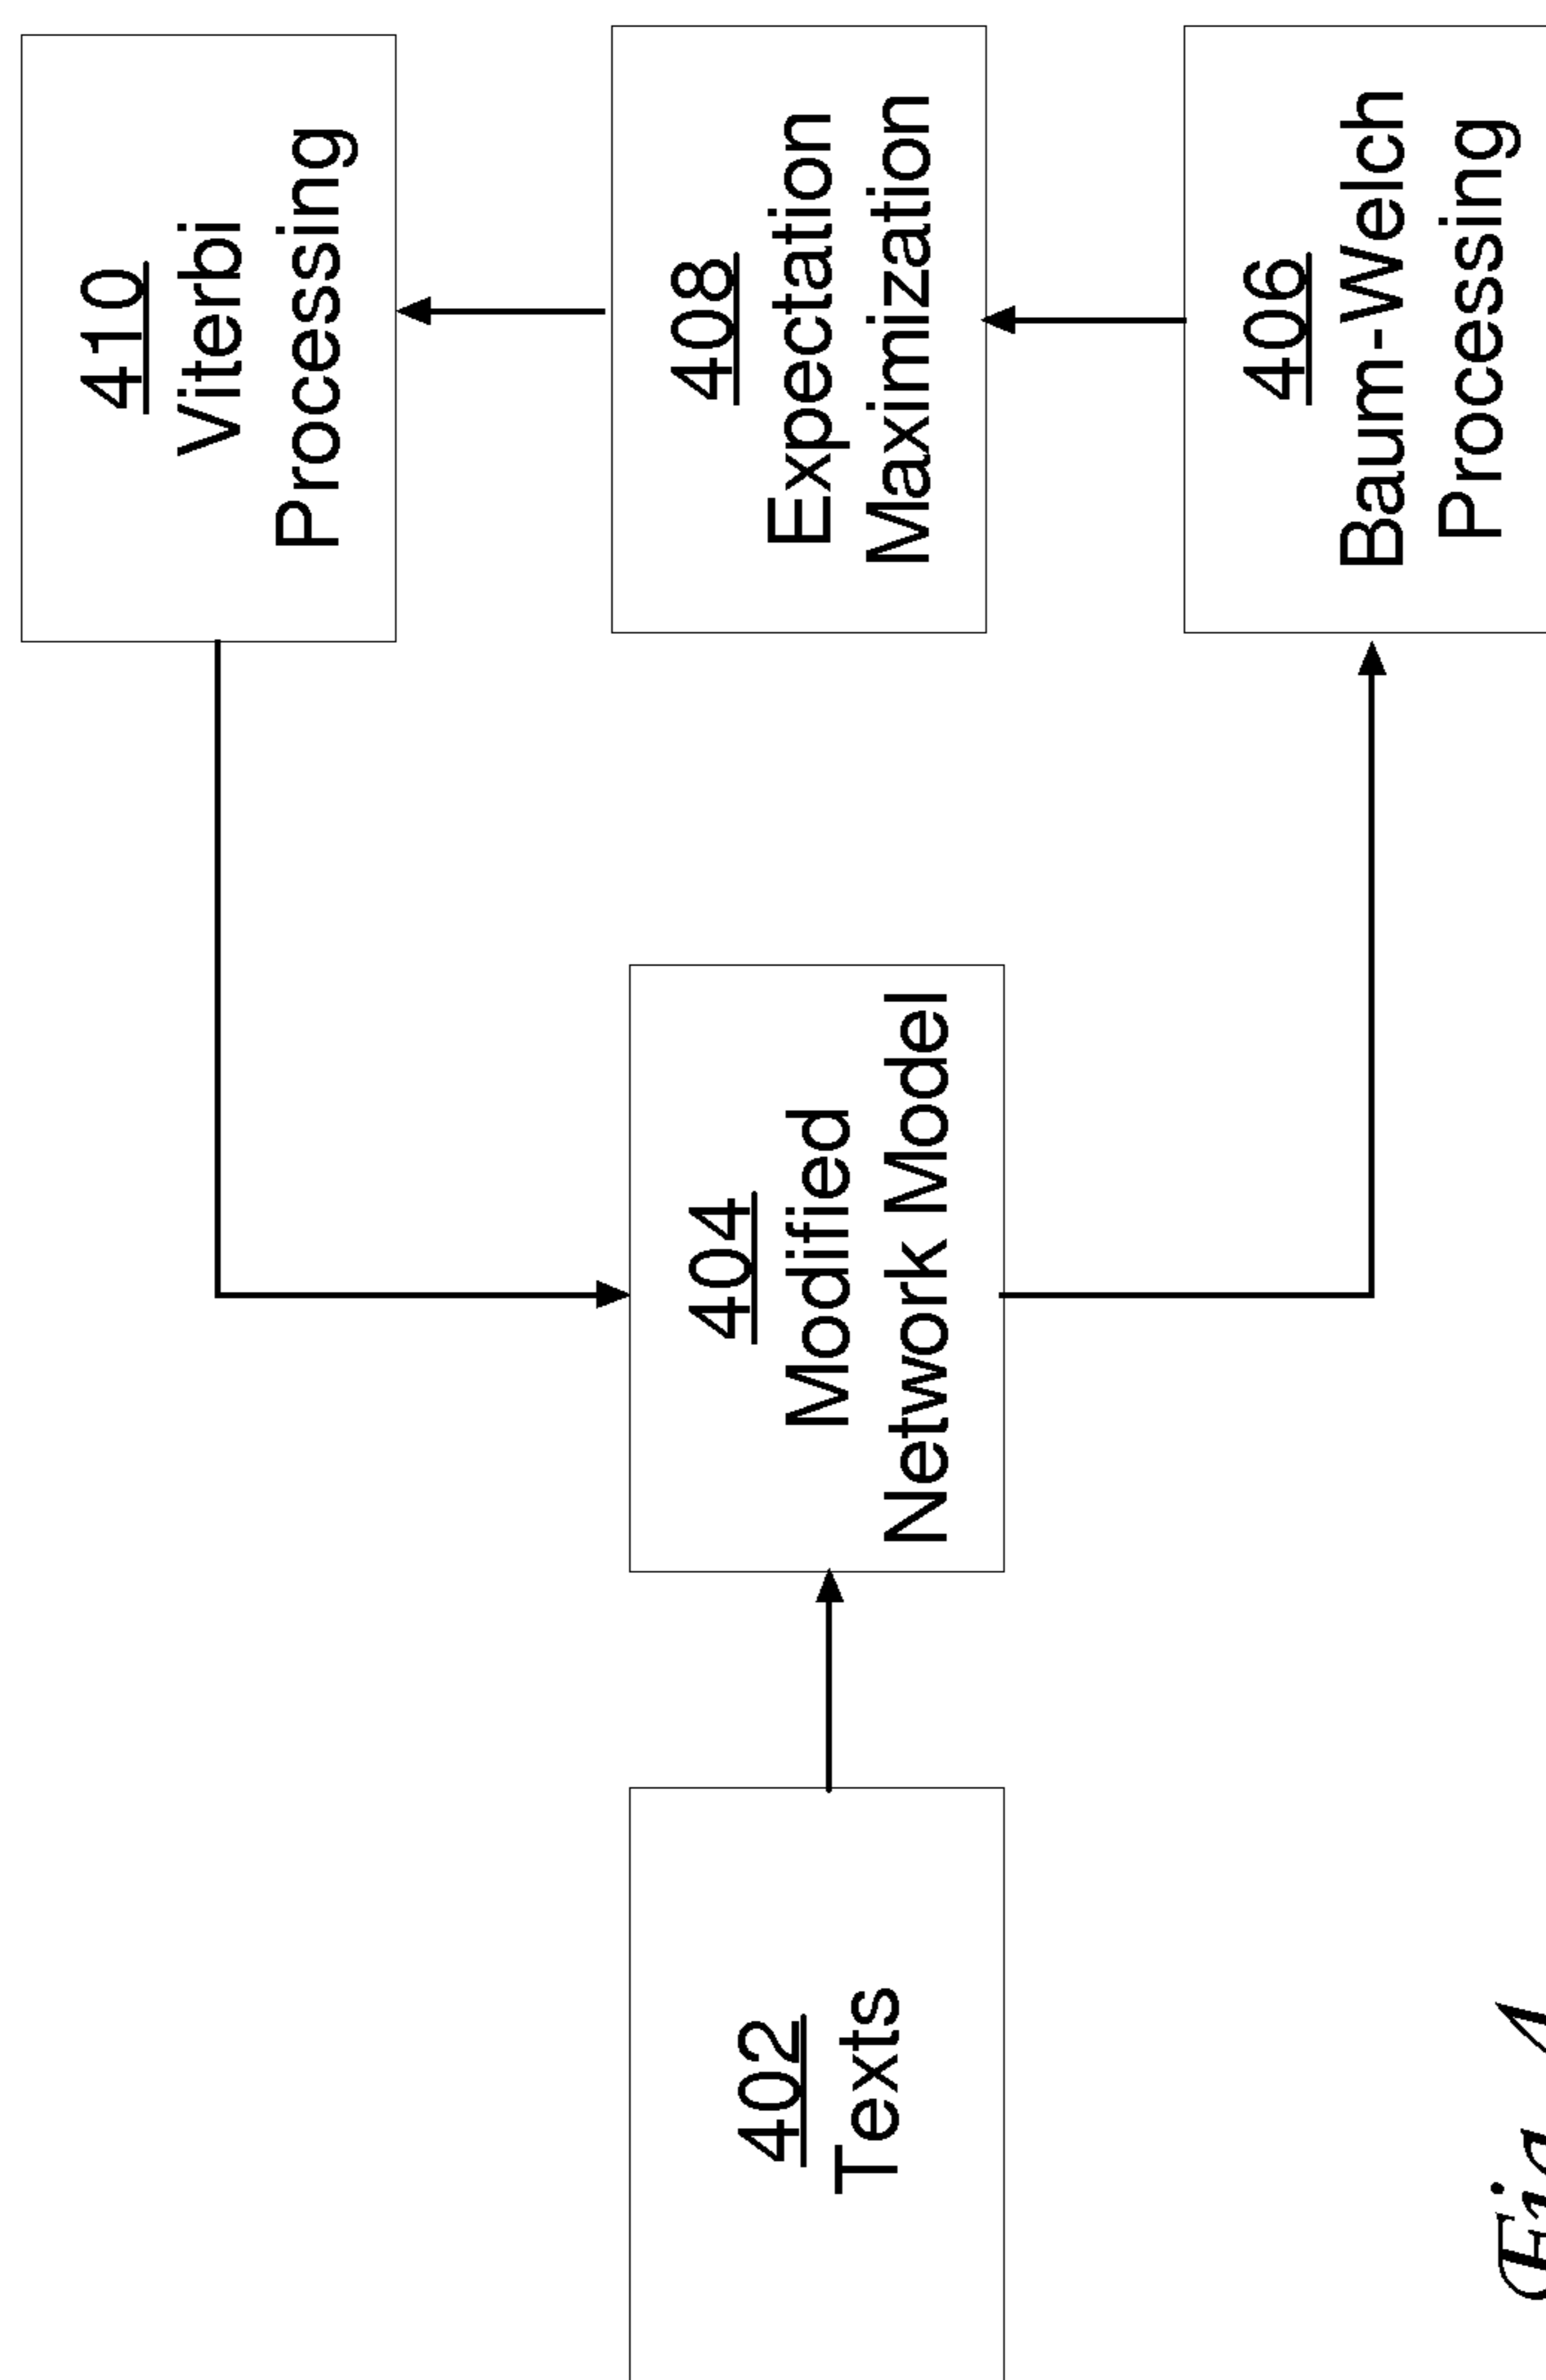 410
Viterbi
Processing
408
Expectation
Maximization
406
Baum-Welch
Processing
404
Modified
Network Model
402
Texts